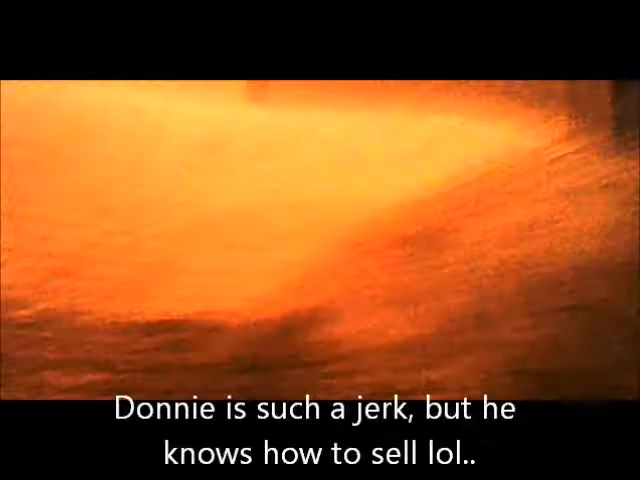 Donnie is such a jerk, but he
knows how to sell lol..